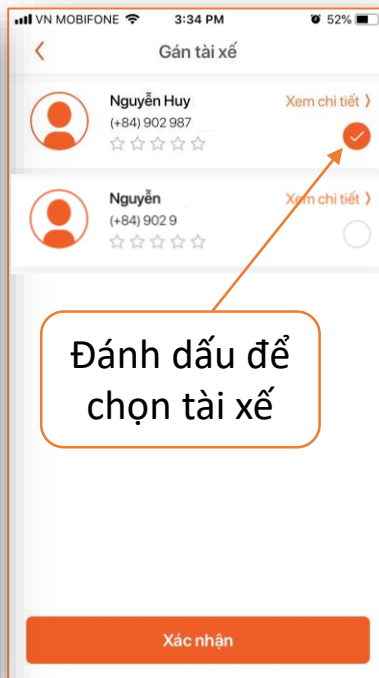 VN MOBIFONE 3:34 PM 52%
Gán tài xế
Nguyễn Huy Xem chi tiết
(+84) 902 987
Nguyễn Xem chi tiết
(+84) 902 9
Đánh dấu để
chọn tài xế
Xác nhận